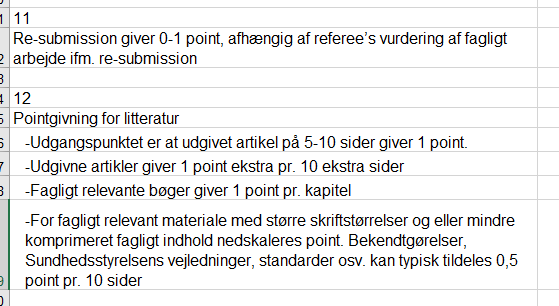 11
Re-submission giver 0-1 point, afhængig af referee's vurdering af fagligt
arbejde ifm. re-submission
12
Pointgivning for litteratur
-Udgangspunktet er at udgivet artikel på 5-10 sider giver 1 point.
-Udgivne artikler giver 1 point ekstra pr. 10 ekstra sider
-Fagligt relevante bøger giver 1 point pr. kapitel
-For fagligt relevant materiale med større skriftstørrelser og eller mindre
komprimeret fagligt indhold nedskaleres point. Bekendtgørelser,
Sundhedsstyrelsens vejledninger, standarder osv. kan typisk tildeles 0,5
point pr. 10 sider